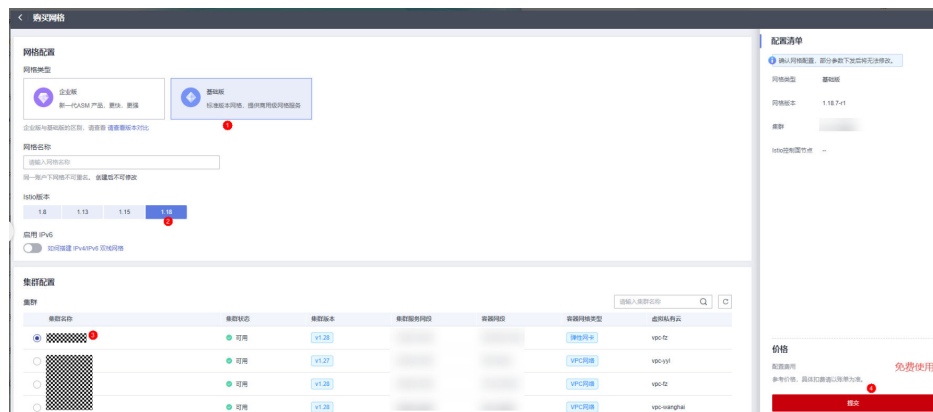 购买网格
网格配置
网格类型
企业版
新一代ASM 产品，更快、更强
基础版
标准版本网格，提供商用级网格服务
企业版与基础版的区别，请查看 请查看版本对比
1
网格名称
请输入网格名称
同一账户下网格不可重名。创建后不可修改
Istio版本
1.8 1.13 1.15 1.18
2
启用 IPv6
如何搭建 IPv4/IPv6 双栈网格
集群配置
集群
请输入集群名称
集群名称 集群状态 集群版本 集群服务网段 容器网段 容器网络类型 虚拟私有云
3 可用 v1.28 弹性网卡 vpc-fz
可用 v1.27 VPC网络 vpc-yyl
可用 v1.28 VPC网络 vpc-fz
可用 v1.28 VPC网络 vpc-wanghai
配置清单
确认网格配置，部分参数下发后将无法修改。
网格类型 基础版
网格版本 1.18.7-r1
集群
Istio控制面节点 --
价格
配置费用 免费使用
参考价格，具体扣费请以账单为准。
4
提交